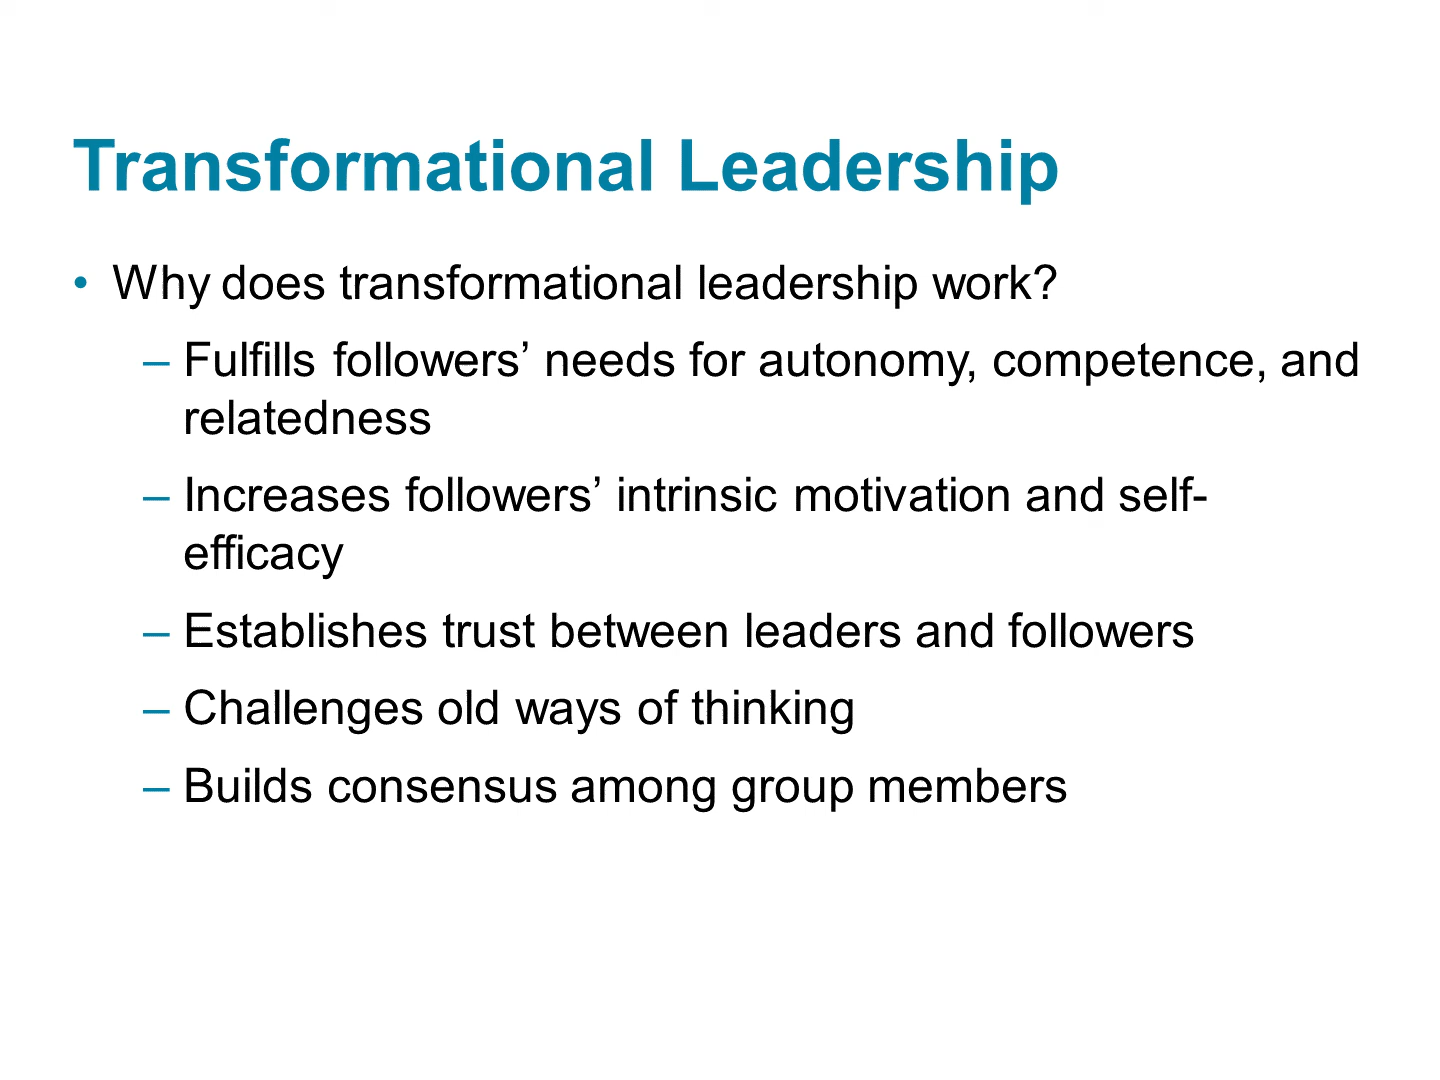 Transformational Leadership
• Why does transformational leadership work?
– Fulfills followers’ needs for autonomy, competence, and
relatedness
– Increases followers’ intrinsic motivation and self-
efficacy
– Establishes trust between leaders and followers
– Challenges old ways of thinking
– Builds consensus among group members